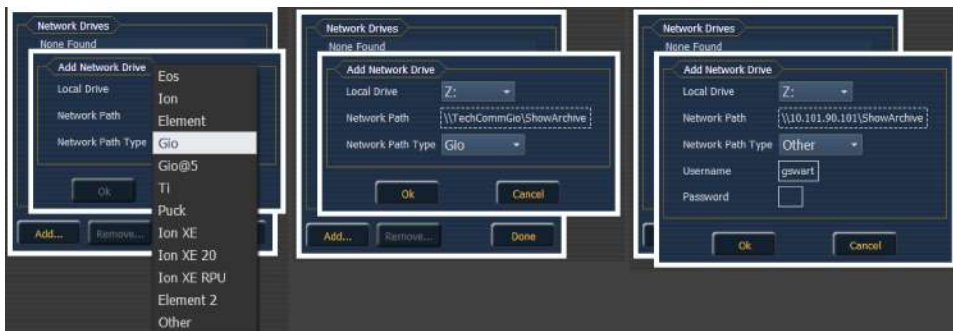 Network Drives
None Found
Add Network Drive
Local Drive
Network Path
Network Path Type
Ok
Add...
Remove...
Eos
Ion
Element
Gio
Gio@5
Ti
Puck
Ion XE
Ion XE 20
Ion XE RPU
Element 2
Other
Network Drives
None Found
Add Network Drive
Local Drive Z:
Network Path \\TechCommGio\ShowArchive
Network Path Type Gio
Ok Cancel
Add... Remove... Done
Network Drives
None Found
Add Network Drive
Local Drive Z:
Network Path \\10.101.90.101\ShowArchive
Network Path Type Other
Username gswart
Password
Ok Cancel